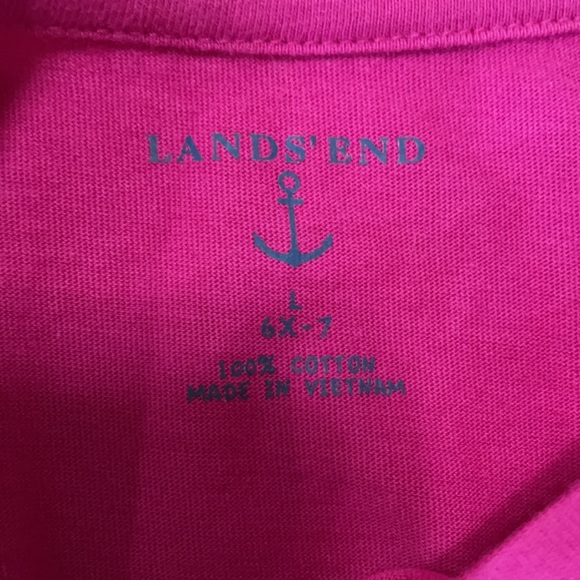 LANDS' END
L
6X-7
100% COTTON
MADE IN VIETNAM